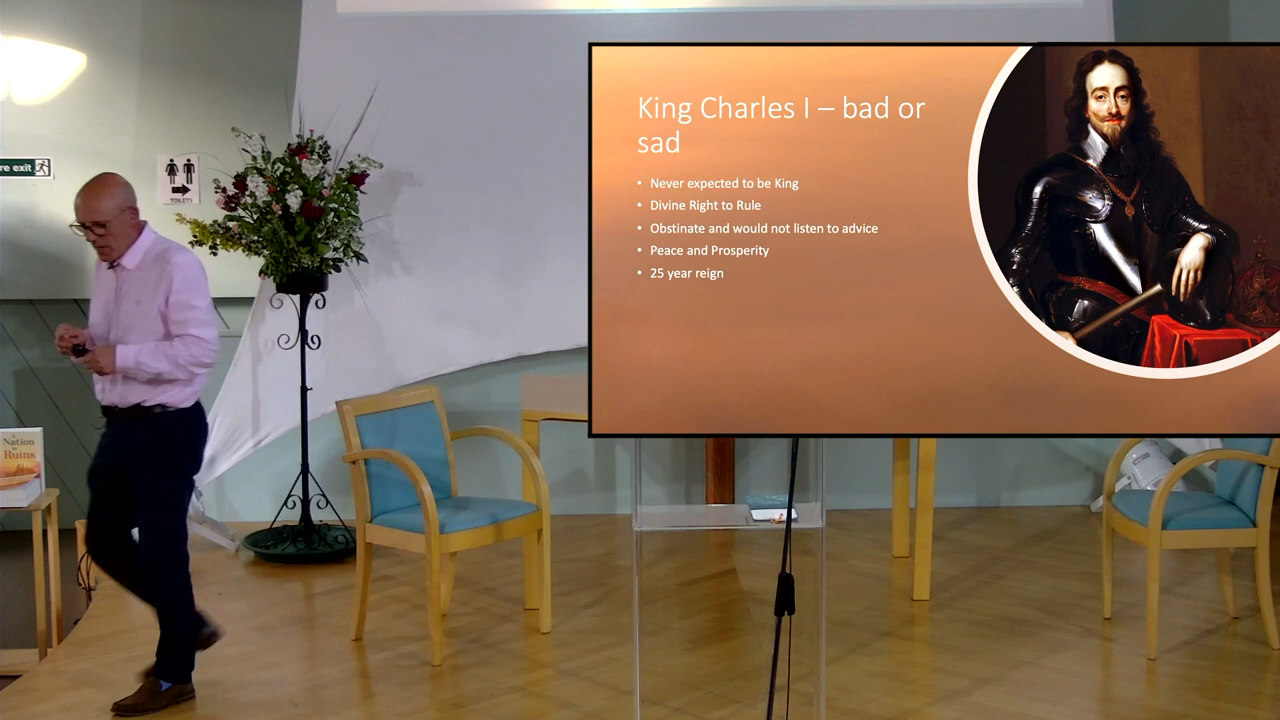 re exit
TOILETS
King Charles I – bad or
sad
• Never expected to be King
• Divine Right to Rule
• Obstinate and would not listen to advice
• Peace and Prosperity
• 25 year reign
A
Nation
in
Ruins